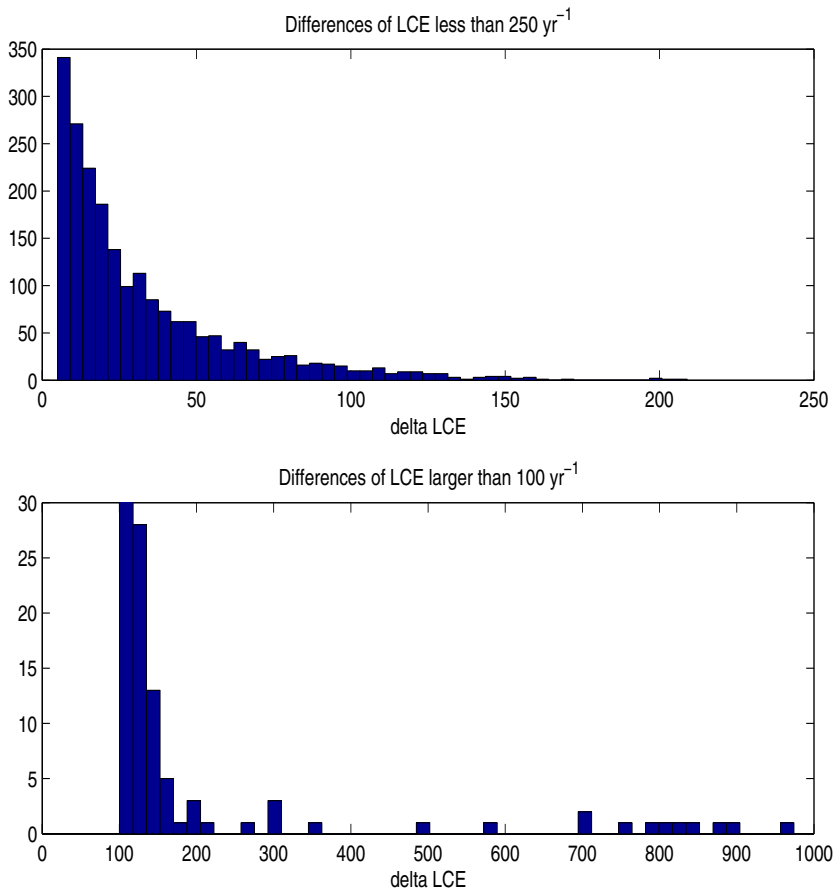 Differences of LCE less than 250 yr⁻¹
350
300
250
200
150
100
50
0
0 50 100 150 200 250
delta LCE
Differences of LCE larger than 100 yr⁻¹
30
25
20
15
10
5
0
0 100 200 300 400 500 600 700 800 900 1000
delta LCE